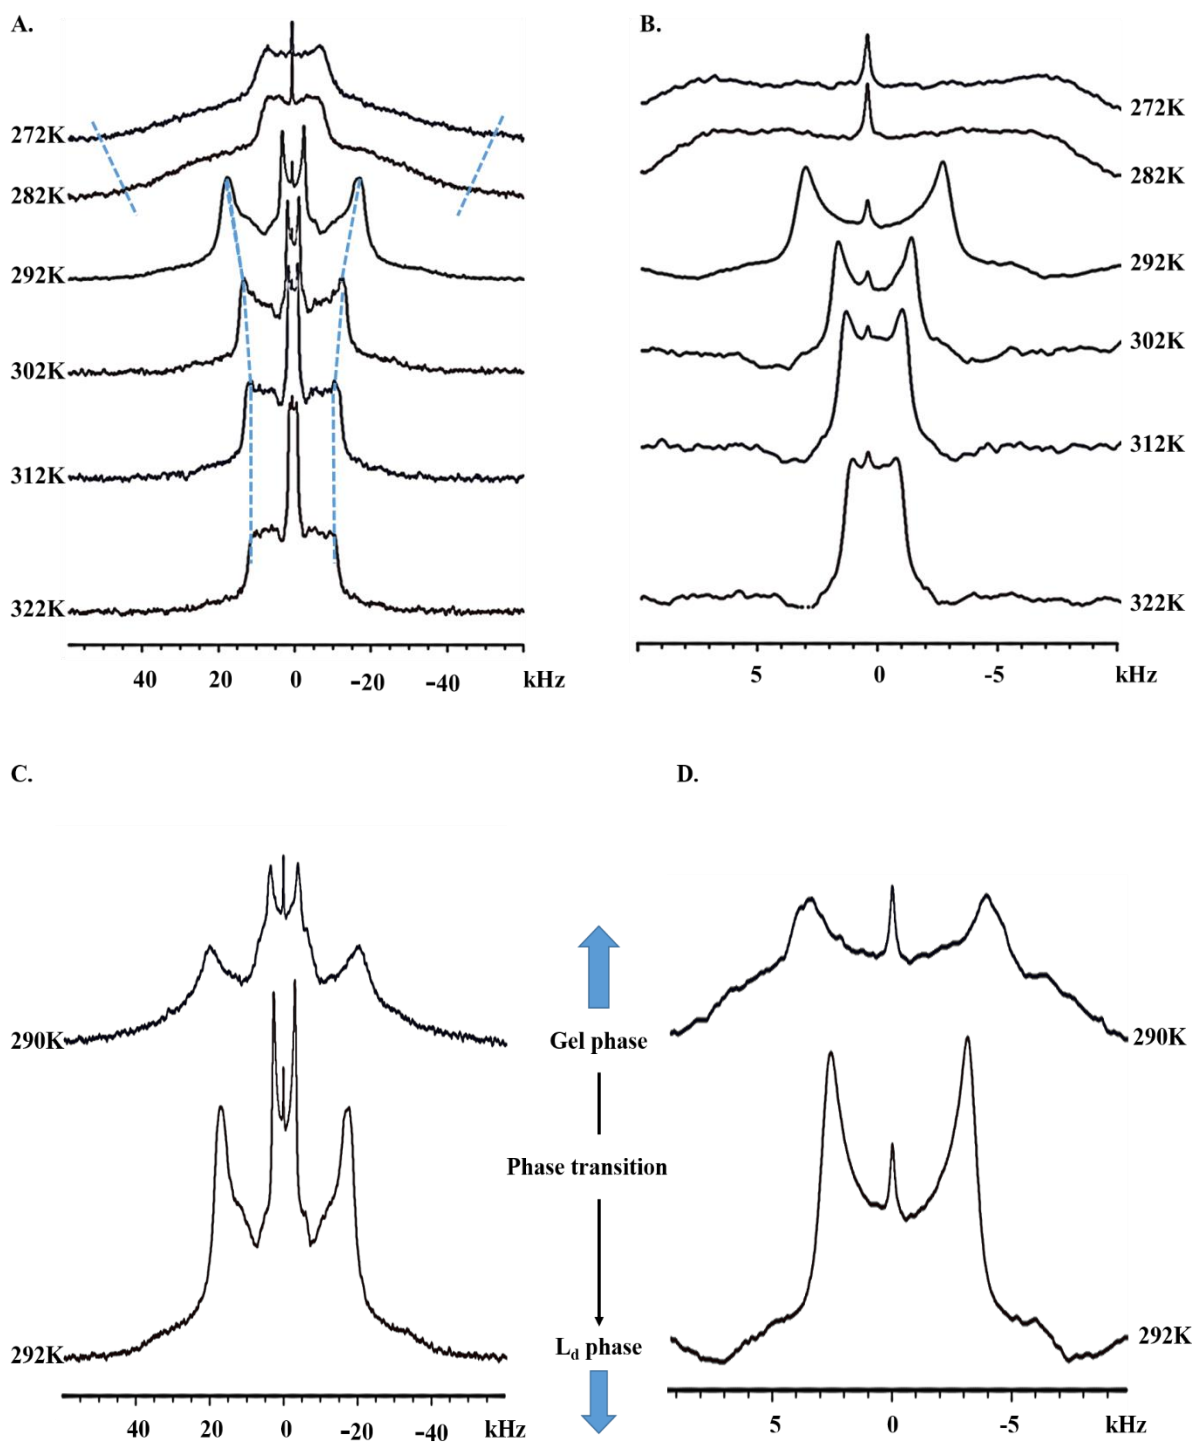 A.
272K
282K
292K
302K
312K
322K
40 20 0 -20 -40 kHz
B.
272K
282K
292K
302K
312K
322K
5 0 -5 kHz
C.
290K
292K
40 20 0 -20 -40 kHz
Gel phase
Phase transition
Ld phase
D.
290K
292K
5 0 -5 kHz